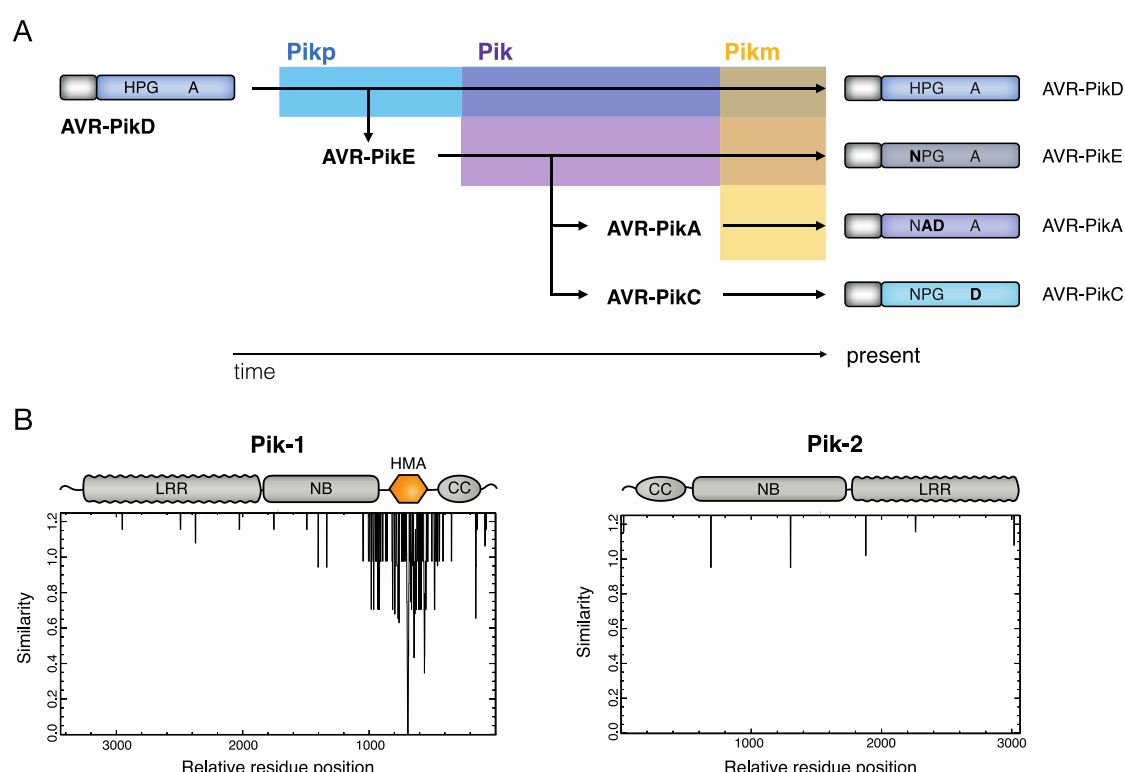 A
Pikp Pik Pikm
HPG A
AVR-PikD
HPG A AVR-PikD
AVR-PikE
NPG A AVR-PikE
AVR-PikA
NAD A AVR-PikA
AVR-PikC
NPG D AVR-PikC
time
present
B
Pik-1
HMA
LRR NB CC
Similarity
1.2
1.0
0.8
0.6
0.4
0.2
0.0
3000 2000 1000
Relative residue position
Pik-2
CC NB LRR
Similarity
1.2
1.0
0.8
0.6
0.4
0.2
0.0
1000 2000 3000
Relative residue position